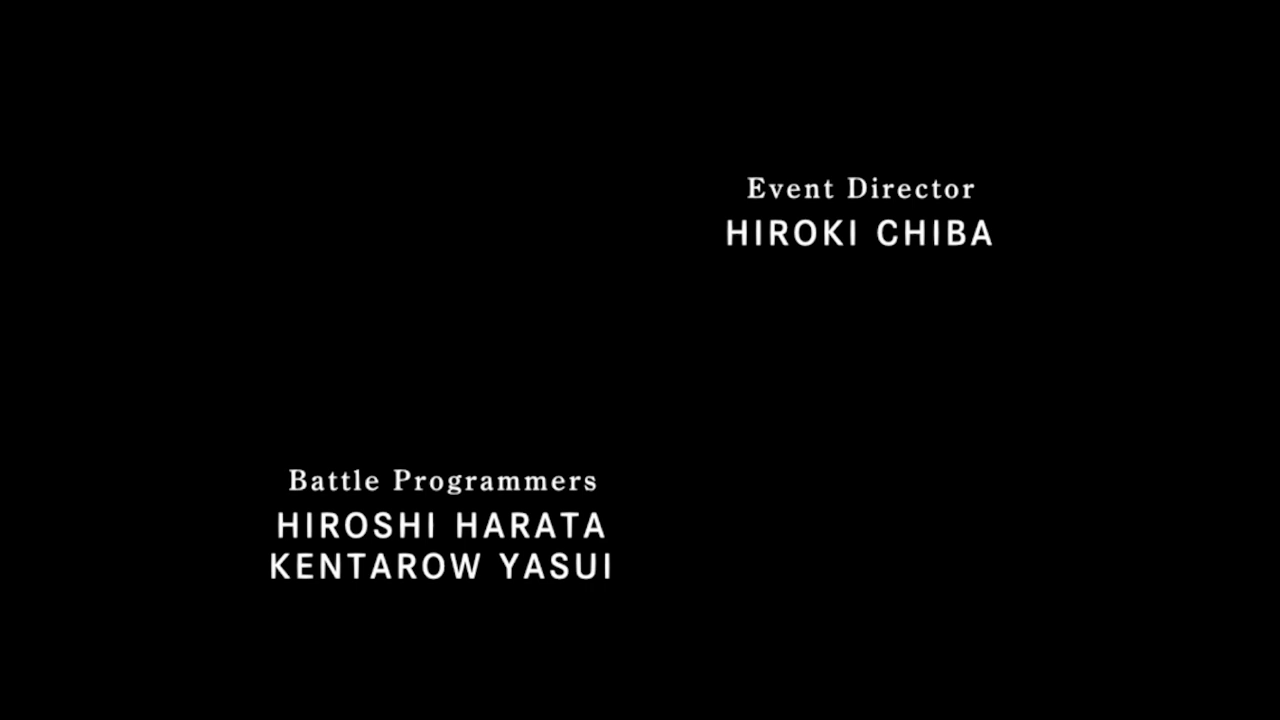 Event Director
HIROKI CHIBA
Battle Programmers
HIROSHI HARATA
KENTAROW YASUI